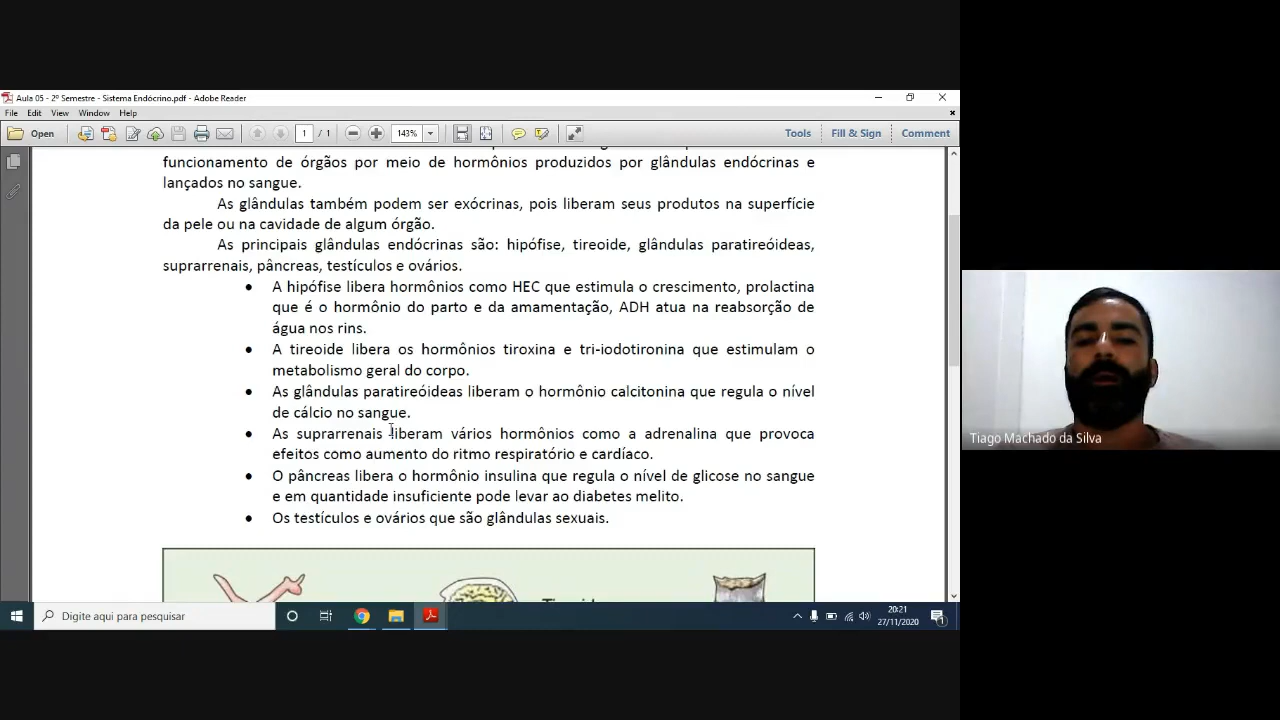 Aula 05 - 2º Semestre - Sistema Endócrino.pdf - Adobe Reader
File Edit View Window Help
Open 1 / 1 143% Tools Fill & Sign Comment
funcionamento de órgãos por meio de hormônios produzidos por glândulas endócrinas e
lançados no sangue.
As glândulas também podem ser exócrinas, pois liberam seus produtos na superfície
da pele ou na cavidade de algum órgão.
As principais glândulas endócrinas são: hipófise, tireoide, glândulas paratireóideas,
suprarrenais, pâncreas, testículos e ovários.
• A hipófise libera hormônios como HEC que estimula o crescimento, prolactina
que é o hormônio do parto e da amamentação, ADH atua na reabsorção de
água nos rins.
• A tireoide libera os hormônios tiroxina e tri-iodotironina que estimulam o
metabolismo geral do corpo.
• As glândulas paratireóideas liberam o hormônio calcitonina que regula o nível
de cálcio no sangue.
• As suprarrenais liberam vários hormônios como a adrenalina que provoca
efeitos como aumento do ritmo respiratório e cardíaco.
• O pâncreas libera o hormônio insulina que regula o nível de glicose no sangue
e em quantidade insuficiente pode levar ao diabetes melito.
• Os testículos e ovários que são glândulas sexuais.
Tiago Machado da Silva
Digite aqui para pesquisar
20:21
27/11/2020
1